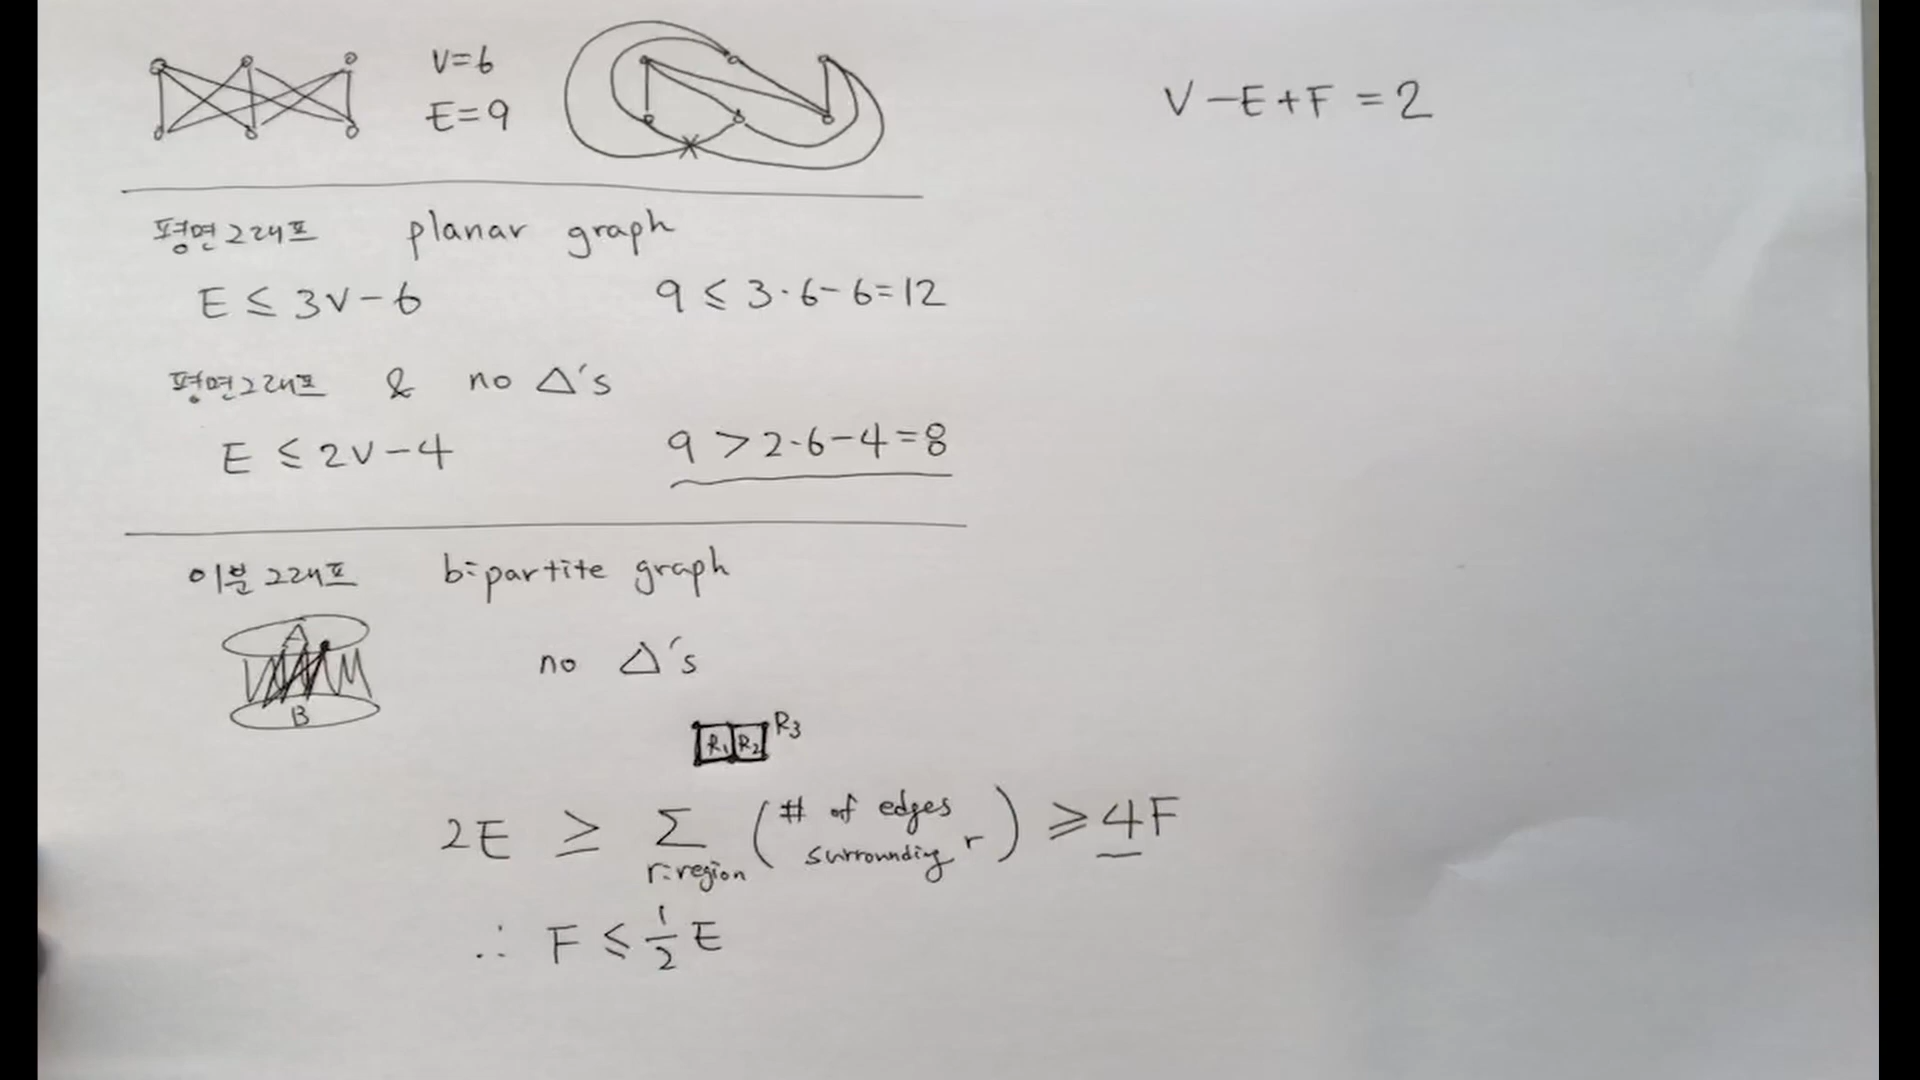 V=6
E=9
V-E+F=2
평면그래프 planar graph
E ≤ 3V-6 9 ≤ 3·6-6=12
평면그래프 & no △'s
E ≤ 2V-4 9 > 2·6-4=8
이분그래프 bipartite graph
A
B
no △'s
R₁ R₂ R₃
2E ≥ Σ r:region (# of edges surrounding r) ≥ 4F
∴ F ≤ 1/2 E